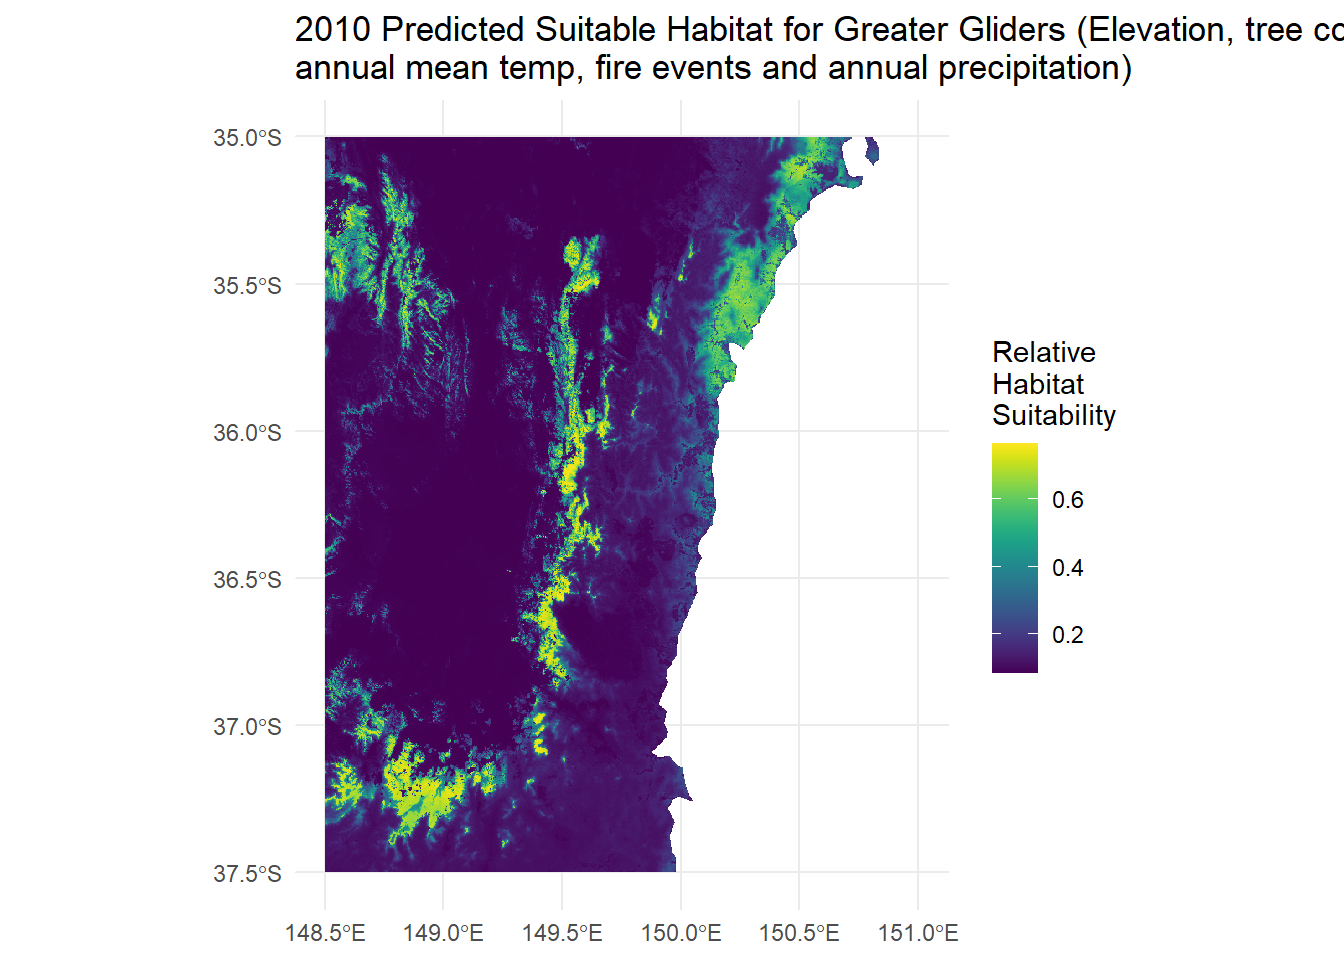 2010 Predicted Suitable Habitat for Greater Gliders (Elevation, tree
annual mean temp, fire events and annual precipitation)
35.0°S
35.5°S
36.0°S
36.5°S
37.0°S
37.5°S
148.5°E 149.0°E 149.5°E 150.0°E 150.5°E 151.0°E
Relative
Habitat
Suitability
0.6
0.4
0.2